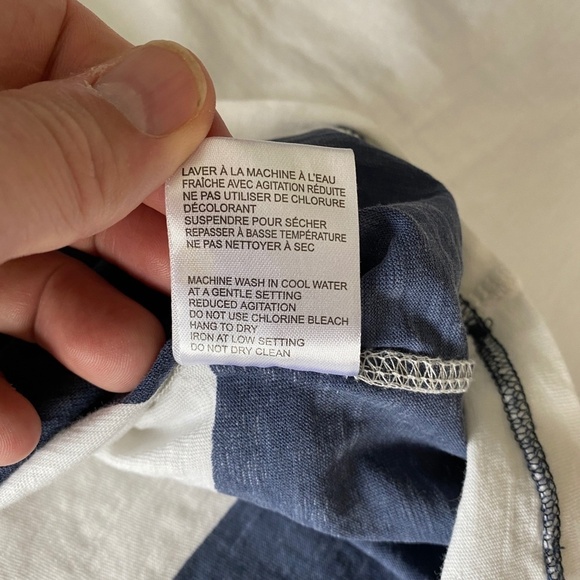 LAVER À LA MACHINE À L'EAU
FRAÎCHE AVEC AGITATION RÉDUITE
NE PAS UTILISER DE CHLORURE
DÉCOLORANT
SUSPENDRE POUR SÉCHER
REPASSER À BASSE TEMPÉRATURE
NE PAS NETTOYER À SEC
MACHINE WASH IN COOL WATER
AT A GENTLE SETTING
REDUCED AGITATION
DO NOT USE CHLORINE BLEACH
HANG TO DRY
IRON AT LOW SETTING
DO NOT DRY CLEAN